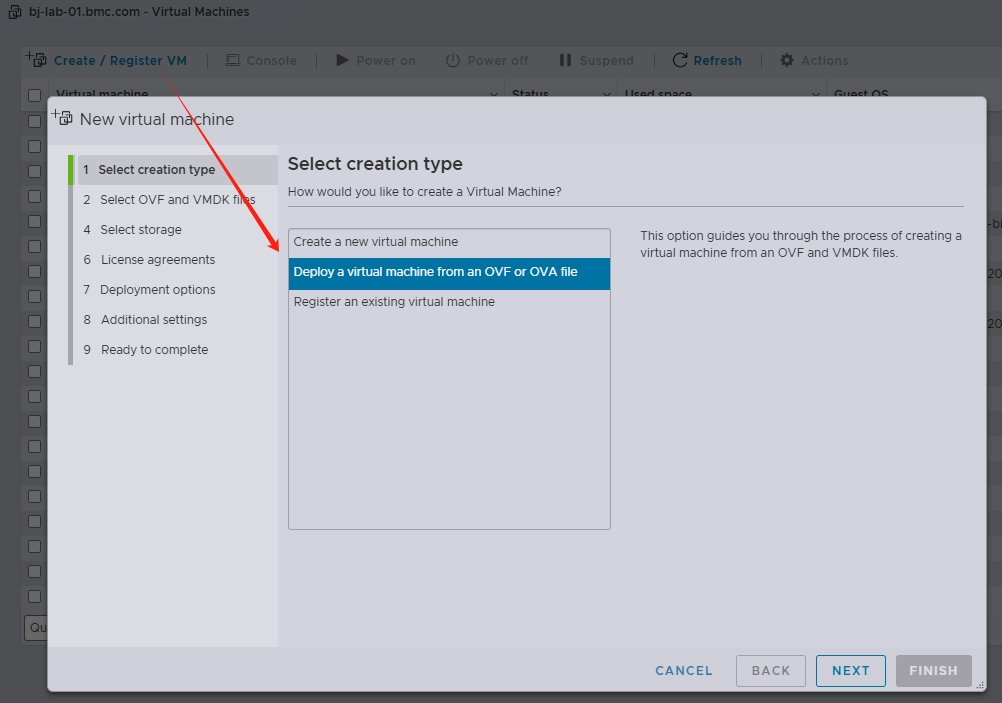 bj-lab-01.bmc.com - Virtual Machines
Create / Register VM | Console | Power on Power off Suspend | Refresh | Actions
Virtual machine Status Used space Guest OS
New virtual machine
1 Select creation type
2 Select OVF and VMDK files
4 Select storage
6 License agreements
7 Deployment options
8 Additional settings
9 Ready to complete
Select creation type
How would you like to create a Virtual Machine?
Create a new virtual machine
Deploy a virtual machine from an OVF or OVA file
Register an existing virtual machine
This option guides you through the process of creating a
virtual machine from an OVF and VMDK files.
-bi
20
20
Qu
CANCEL BACK NEXT FINISH